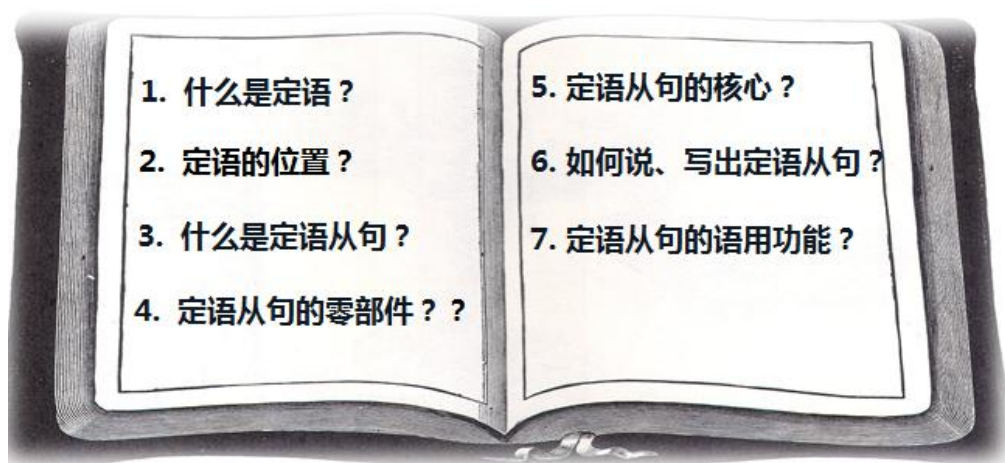 1. 什么是定语？
2. 定语的位置？
3. 什么是定语从句？
4. 定语从句的零部件？？
5. 定语从句的核心？
6. 如何说、写出定语从句？
7. 定语从句的语用功能？